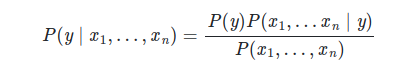 P(y | x₁, …, xₙ) = P(y)P(x₁, … xₙ | y) / P(x₁, …, xₙ)